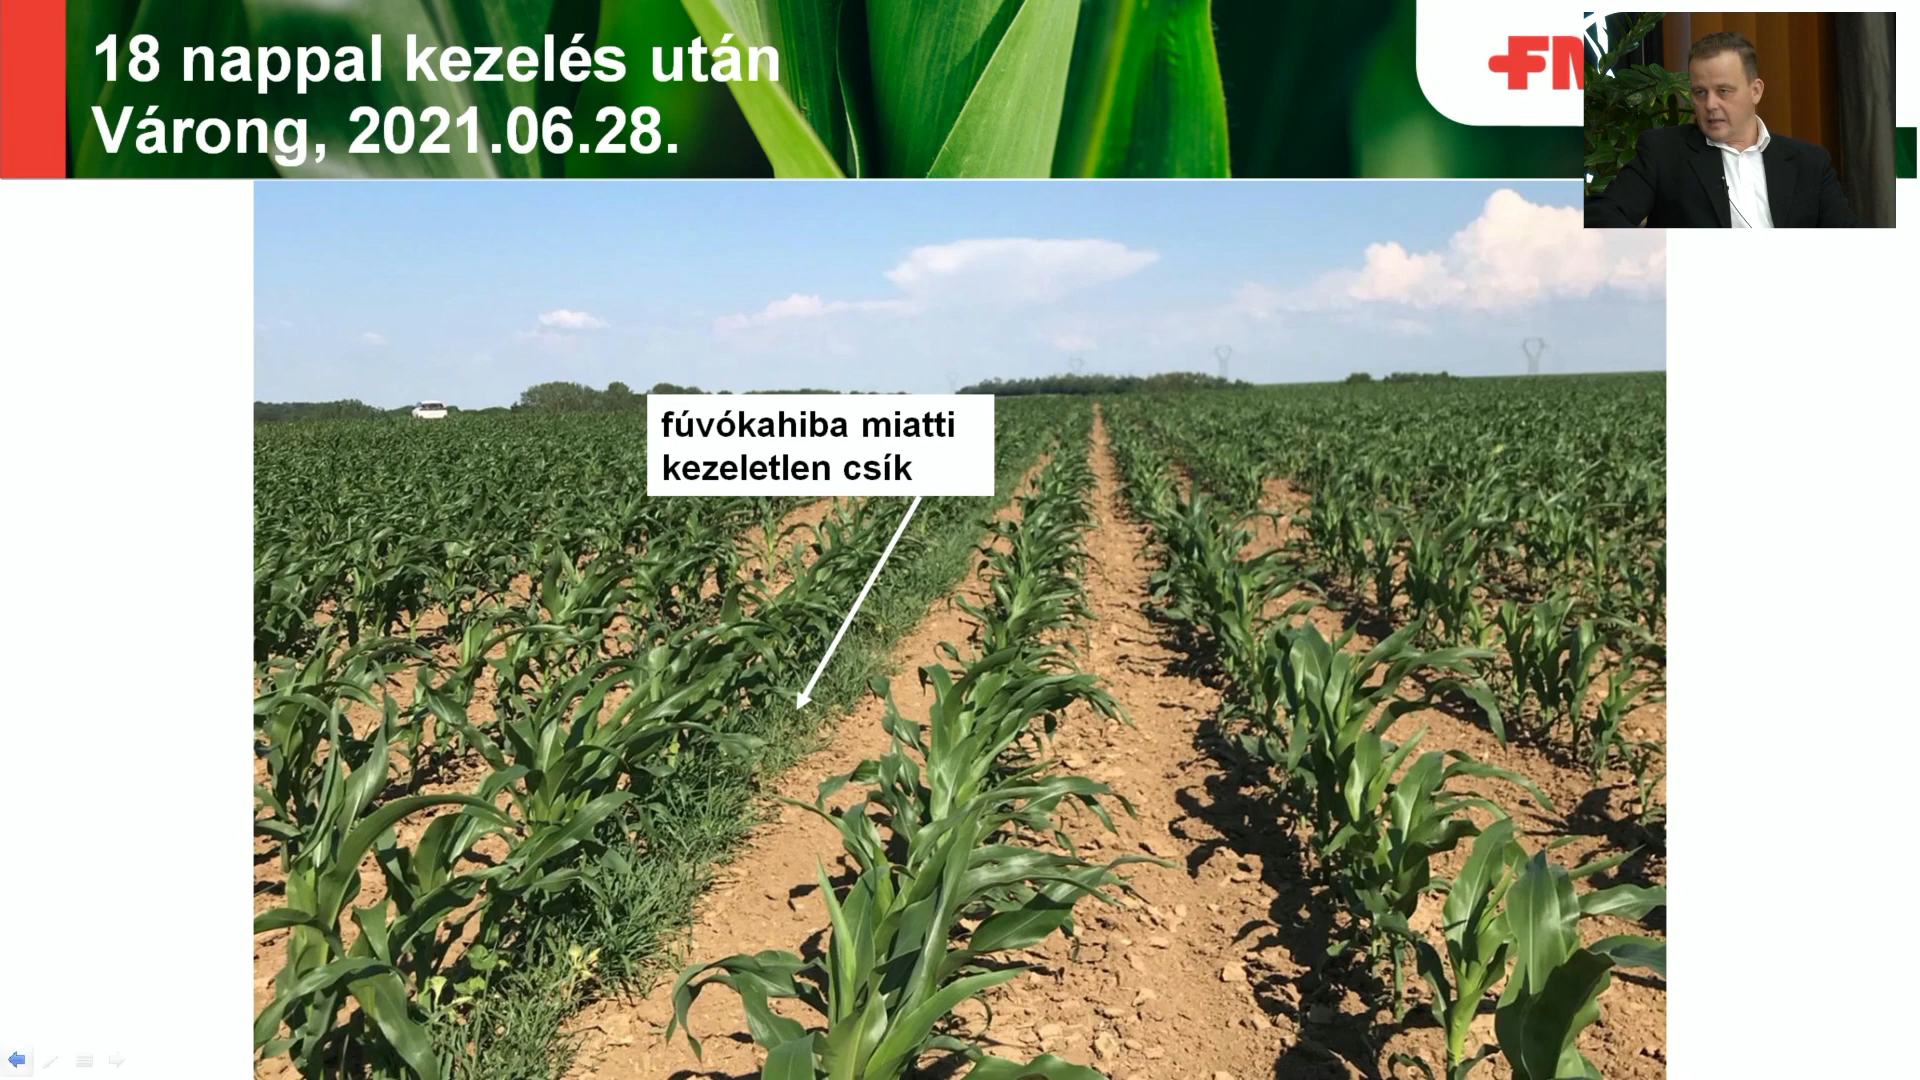 18 nappal kezelés után
Várong, 2021.06.28.
fúvókahiba miatti
kezeletlen csík